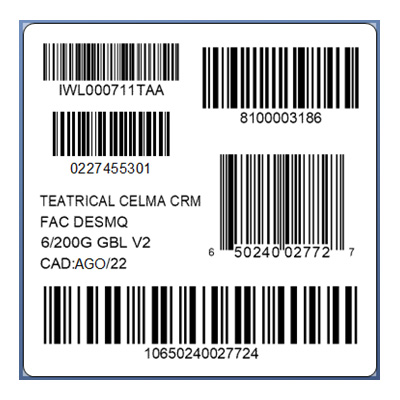 IWL000711TAA
8100003186
0227455301
TEATRICAL CELMA CRM
FAC DESMQ
6/200G GBL V2
CAD:AGO/22
6 50240 02772 7
10650240027724